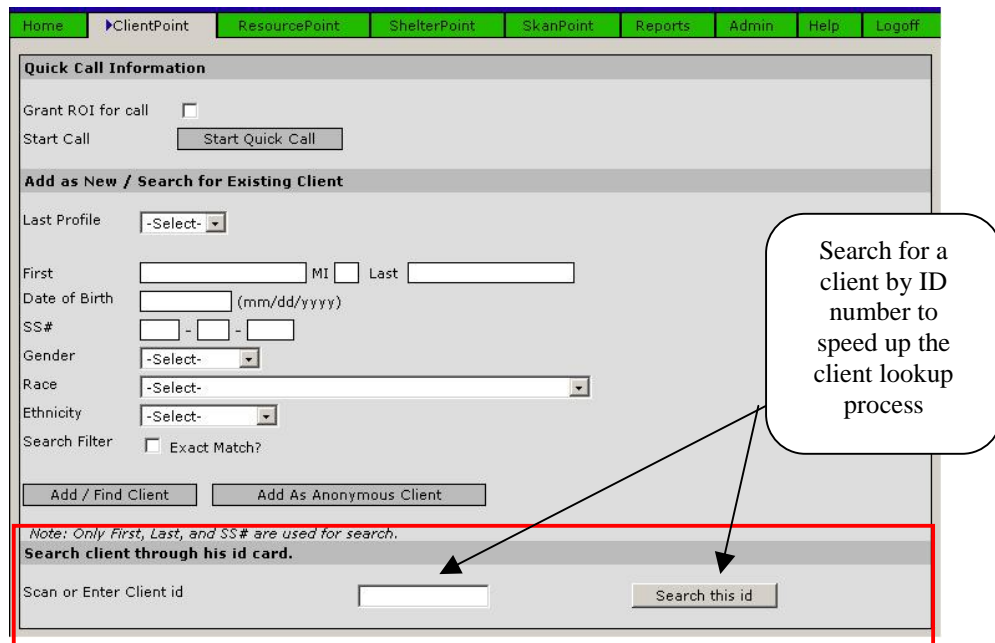 Home ClientPoint ResourcePoint ShelterPoint SkanPoint Reports Admin Help Logoff
Quick Call Information
Grant ROI for call
Start Call Start Quick Call
Add as New / Search for Existing Client
Last Profile -Select-
First MI Last
Date of Birth (mm/dd/yyyy)
SS# - -
Gender -Select-
Race -Select-
Ethnicity -Select-
Search Filter Exact Match?
Add / Find Client Add As Anonymous Client
Note: Only First, Last, and SS# are used for search.
Search client through his id card.
Scan or Enter Client id Search this id
Search for a
client by ID
number to
speed up the
client lookup
process